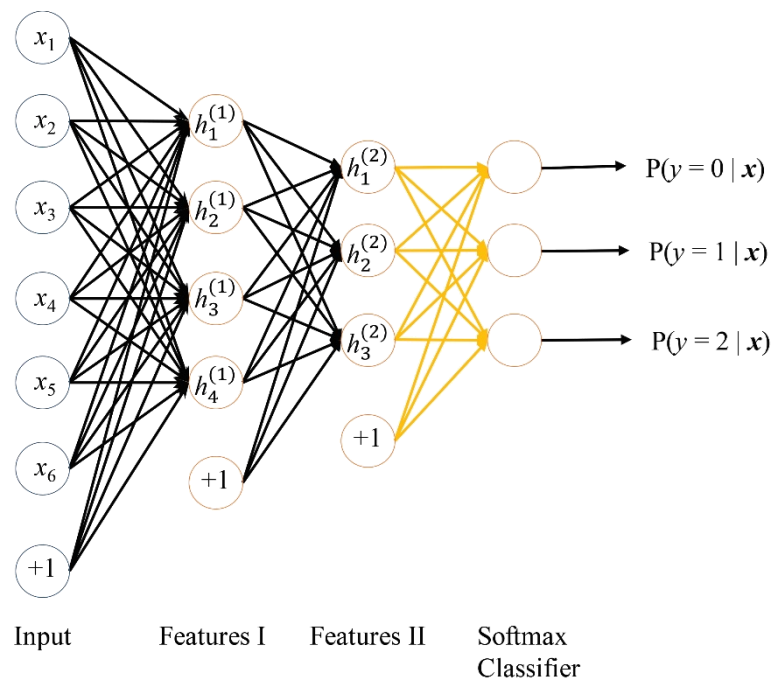 x₁
x₂
x₃
x₄
x₅
x₆
+1
h₁⁽¹⁾
h₂⁽¹⁾
h₃⁽¹⁾
h₄⁽¹⁾
+1
h₁⁽²⁾
h₂⁽²⁾
h₃⁽²⁾
+1
P(y = 0 | x)
P(y = 1 | x)
P(y = 2 | x)
Input
Features I
Features II
Softmax
Classifier